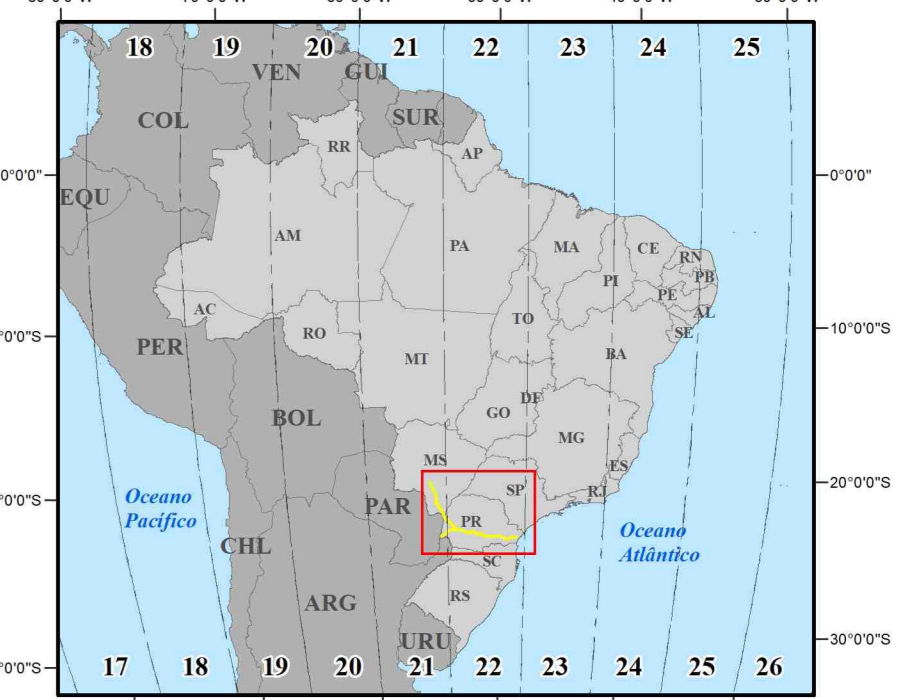 18 19 20 21 22 23 24 25
VEN GUI
COL SUR
RR AP
0°0'0" 0°0'0"
EQU
AM PA MA CE RN
PI PB
PE
AC AL
RO TO SE
10°0'0"S
PER MT BA
BOL GO DF
MG
MS ES
20°0'0"S
SP RJ
Oceano
Pacífico
PAR PR
Oceano
Atlântico
CHL SC
ARG RS
URU
30°0'0"S
17 18 19 20 21 22 23 24 25 26